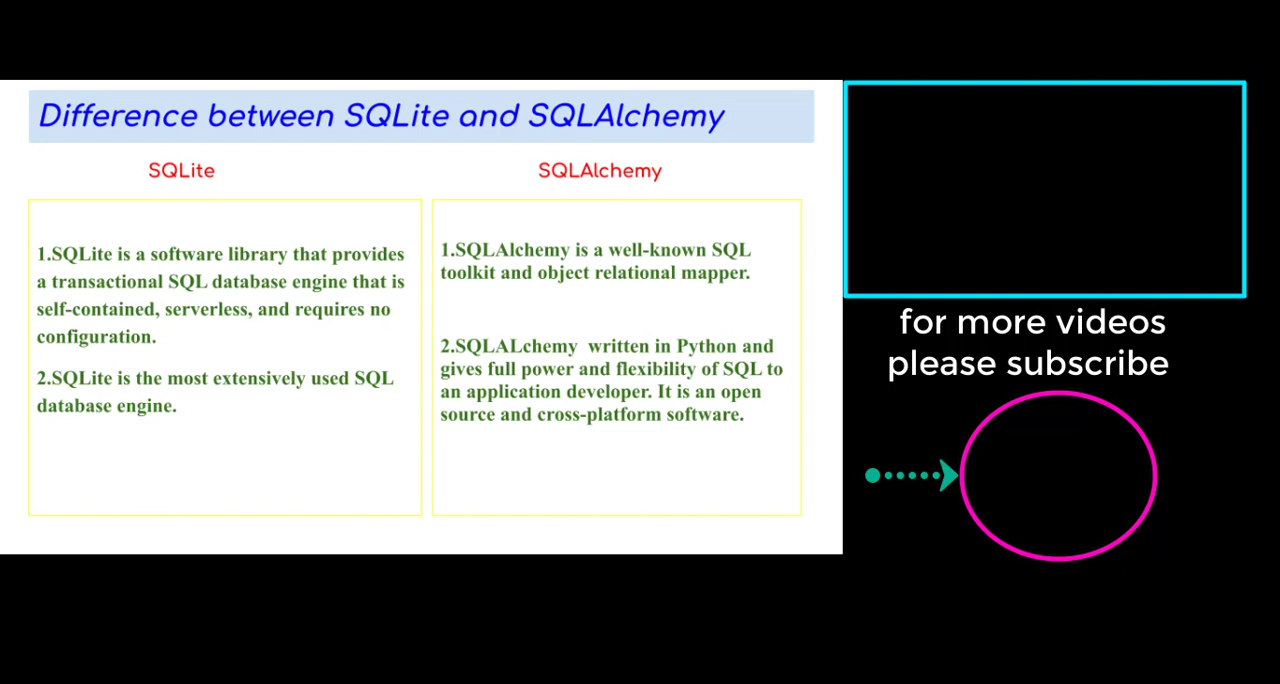 Difference between SQLite and SQLAlchemy
SQLite
1.SQLite is a software library that provides
a transactional SQL database engine that is
self-contained, serverless, and requires no
configuration.
2.SQLite is the most extensively used SQL
database engine.
SQLAlchemy
1.SQLAlchemy is a well-known SQL
toolkit and object relational mapper.
2.SQLALchemy  written in Python and
gives full power and flexibility of SQL to
an application developer. It is an open
source and cross-platform software.
for more videos
please subscribe